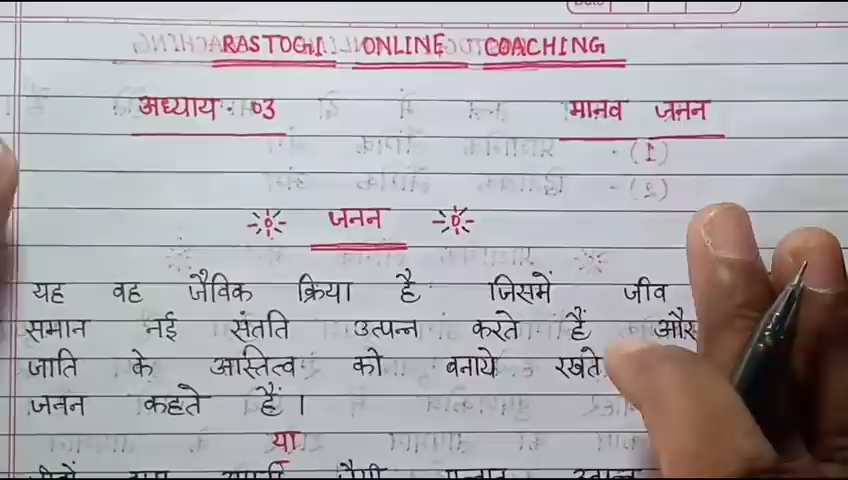 RASTOGI ONLINE COACHING
अध्याय - 03 मानव जनन
जनन
यह वह जैविक क्रिया है जिसमें जीव
समान नई संतति उत्पन्न करते हैं और
जाति के आस्तित्व को बनाये रखते
जनन कहते हैं।
या